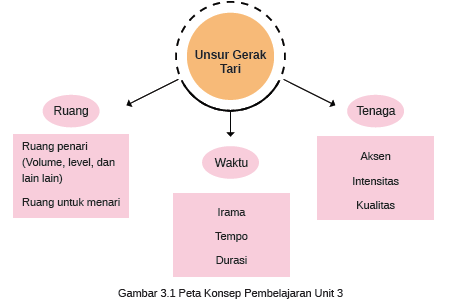 Unsur Gerak
Tari
Ruang
Tenaga
Ruang penari
(Volume, level, dan
lain lain)
Ruang untuk menari
Waktu
Aksen
Intensitas
Kualitas
Irama
Tempo
Durasi
Gambar 3.1 Peta Konsep Pembelajaran Unit 3